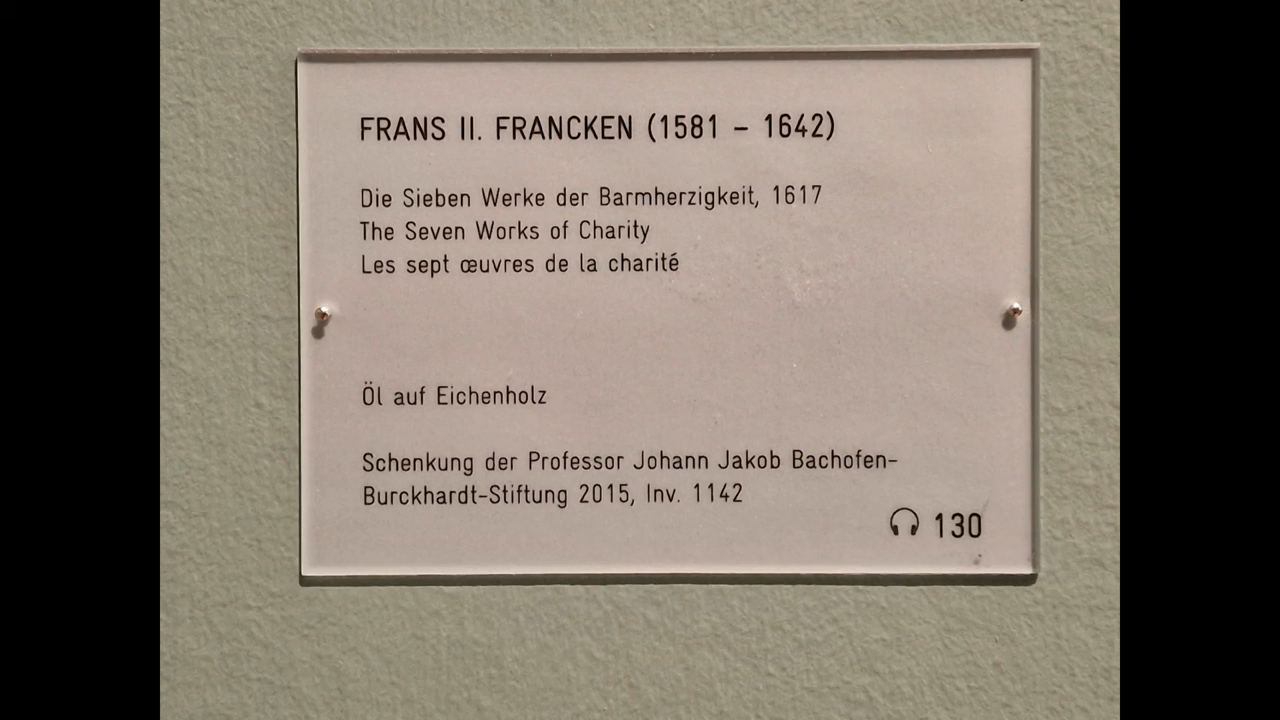 FRANS II. FRANCKEN (1581 – 1642)
Die Sieben Werke der Barmherzigkeit, 1617
The Seven Works of Charity
Les sept œuvres de la charité
Öl auf Eichenholz
Schenkung der Professor Johann Jakob Bachofen-
Burckhardt-Stiftung 2015, Inv. 1142
130